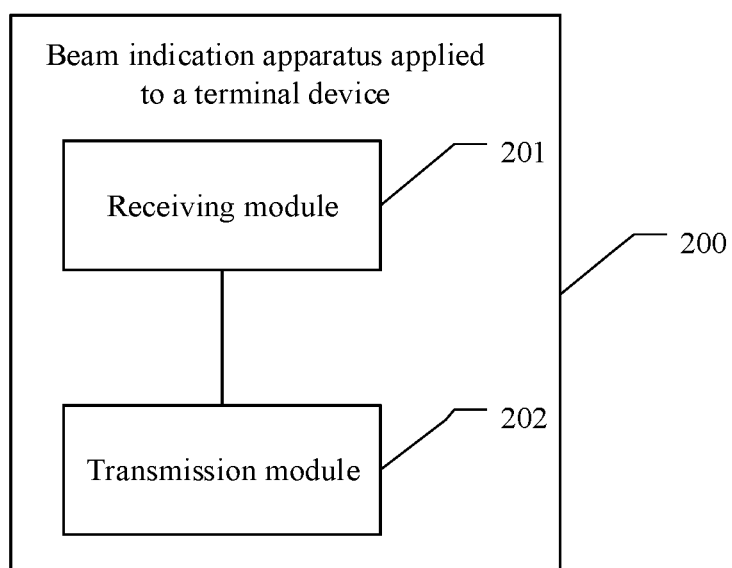 Beam indication apparatus applied
to a terminal device
201
Receiving module
200
202
Transmission module